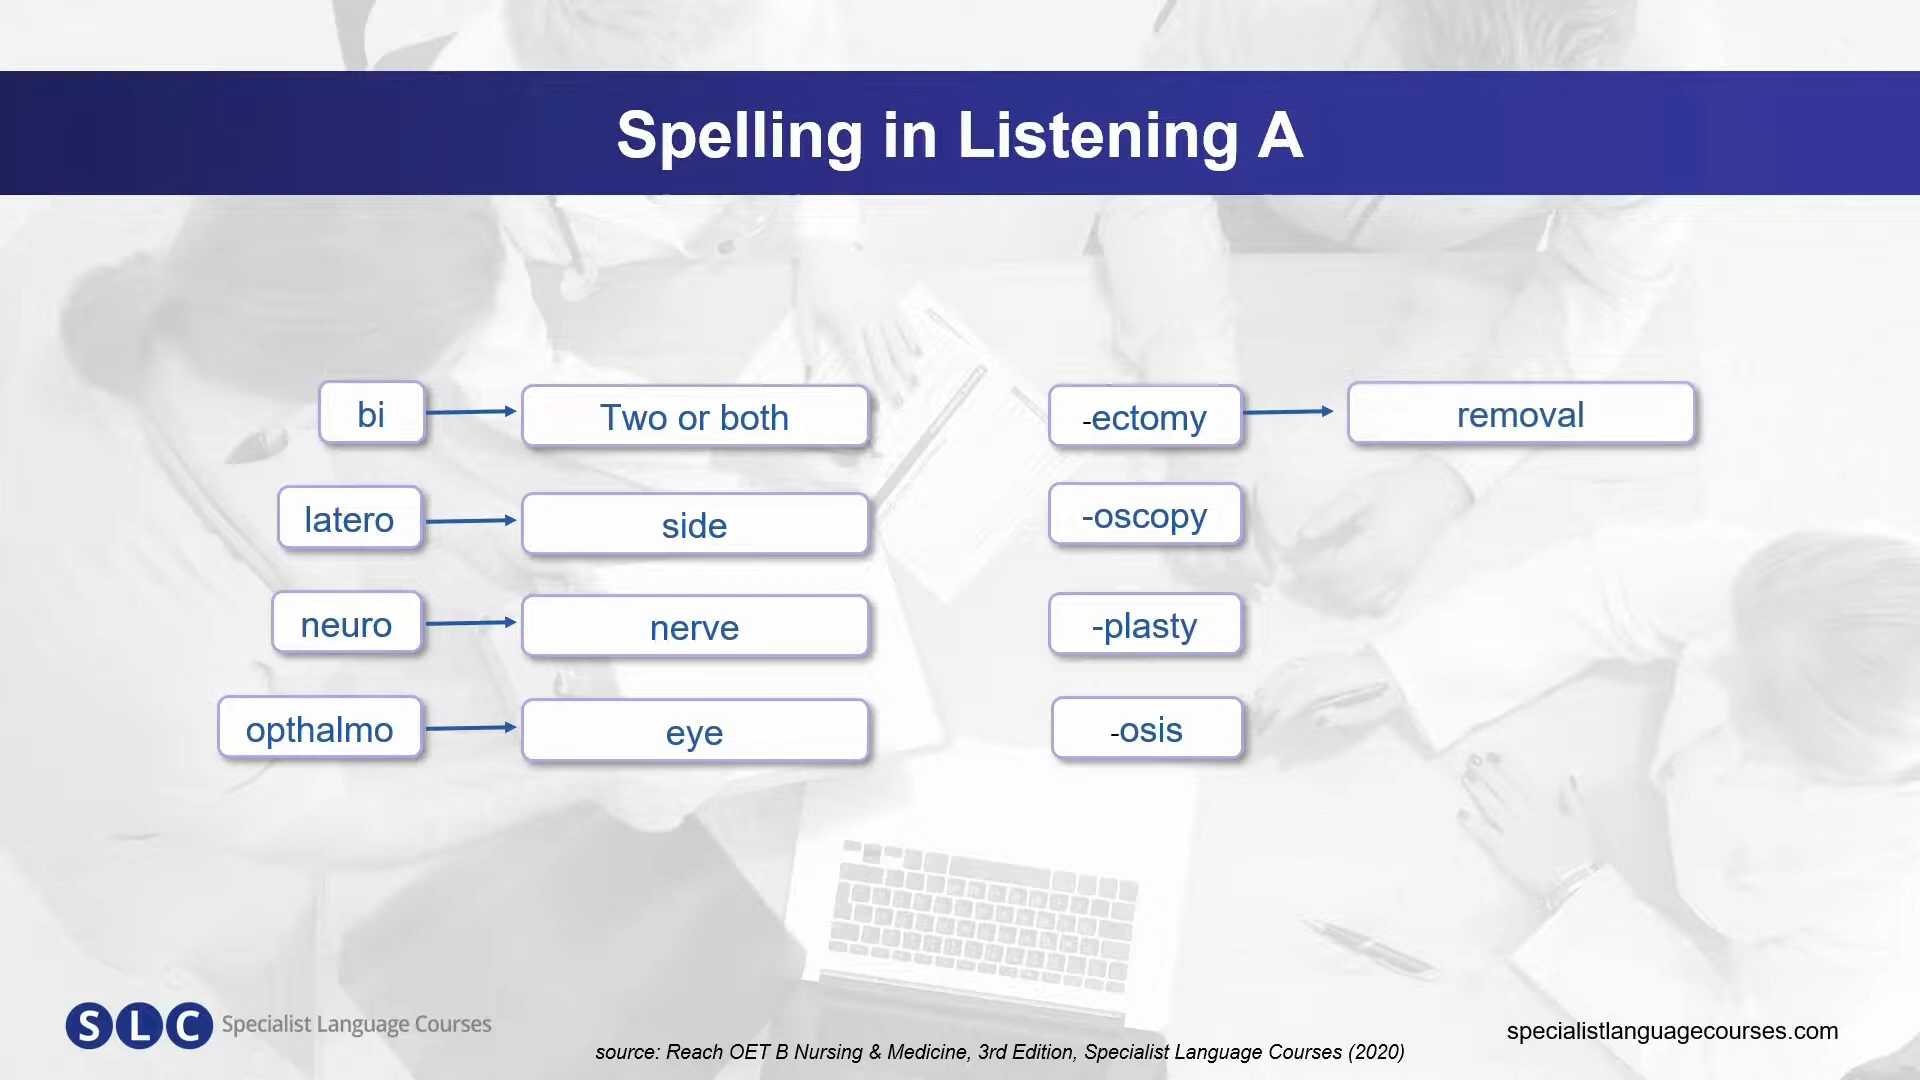 Spelling in Listening A
bi
Two or both
latero
side
neuro
nerve
opthalmo
eye
-ectomy
removal
-oscopy
-plasty
-osis
SLC Specialist Language Courses
source: Reach OET B Nursing & Medicine, 3rd Edition, Specialist Language Courses (2020)
specialistlanguagecourses.com